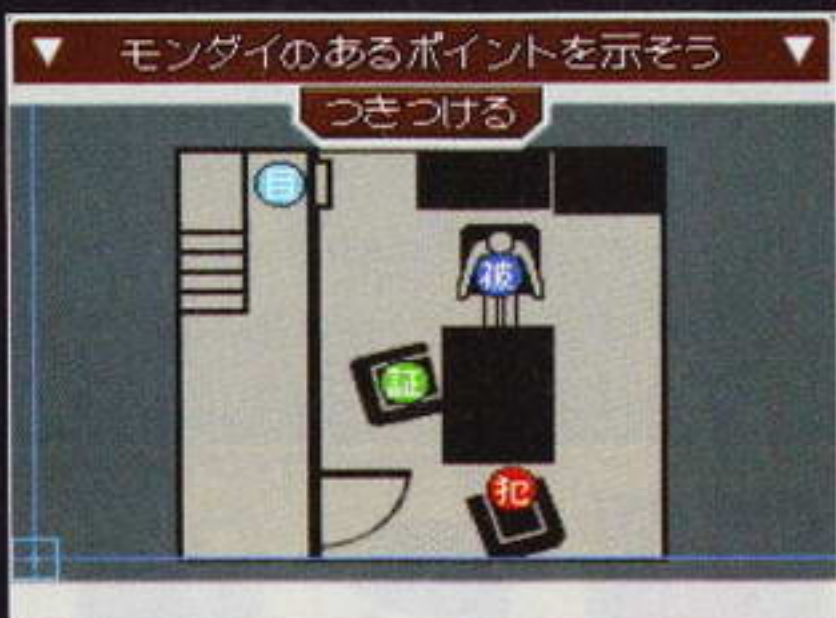 ▼ モンダイのあるポイントを示そう ▼
つきつける
目
被
証
犯